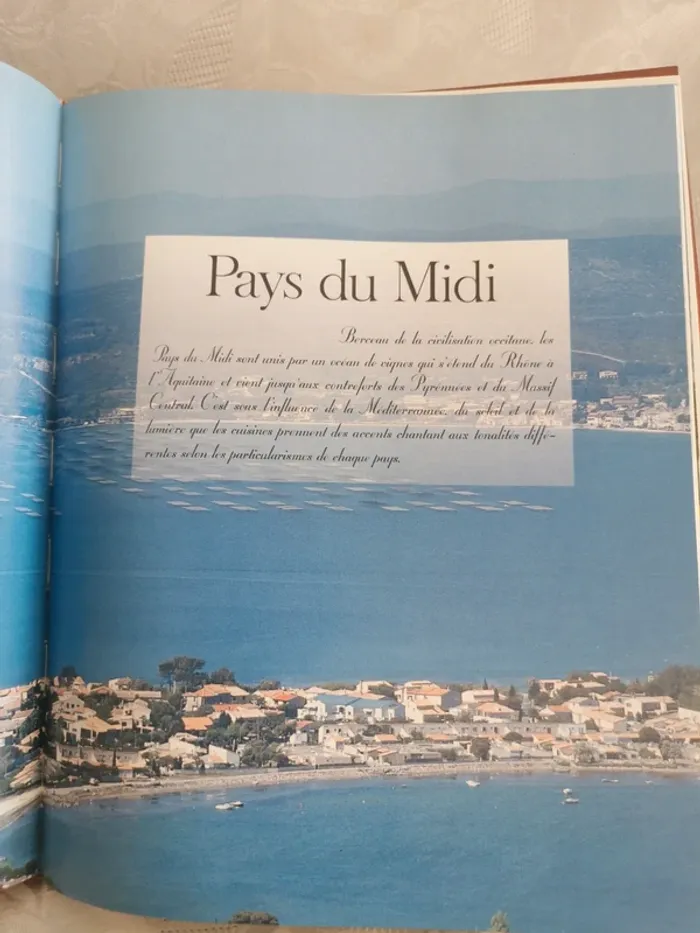 Pays du Midi
Berceau de la civilisation occitane, les
Pays du Midi sont unis par un océan de vignes qui s'étend du Rhône à
l'Aquitaine et vient jusqu'aux contreforts des Pyrennées et du Massif
Central. C'est sous l'influence de la Méditerrannée, du soleil et de la
lumière que les cuisines prennent des accents chantant aux tonalités diffé-
rentes selon les particularismes de chaque pays.